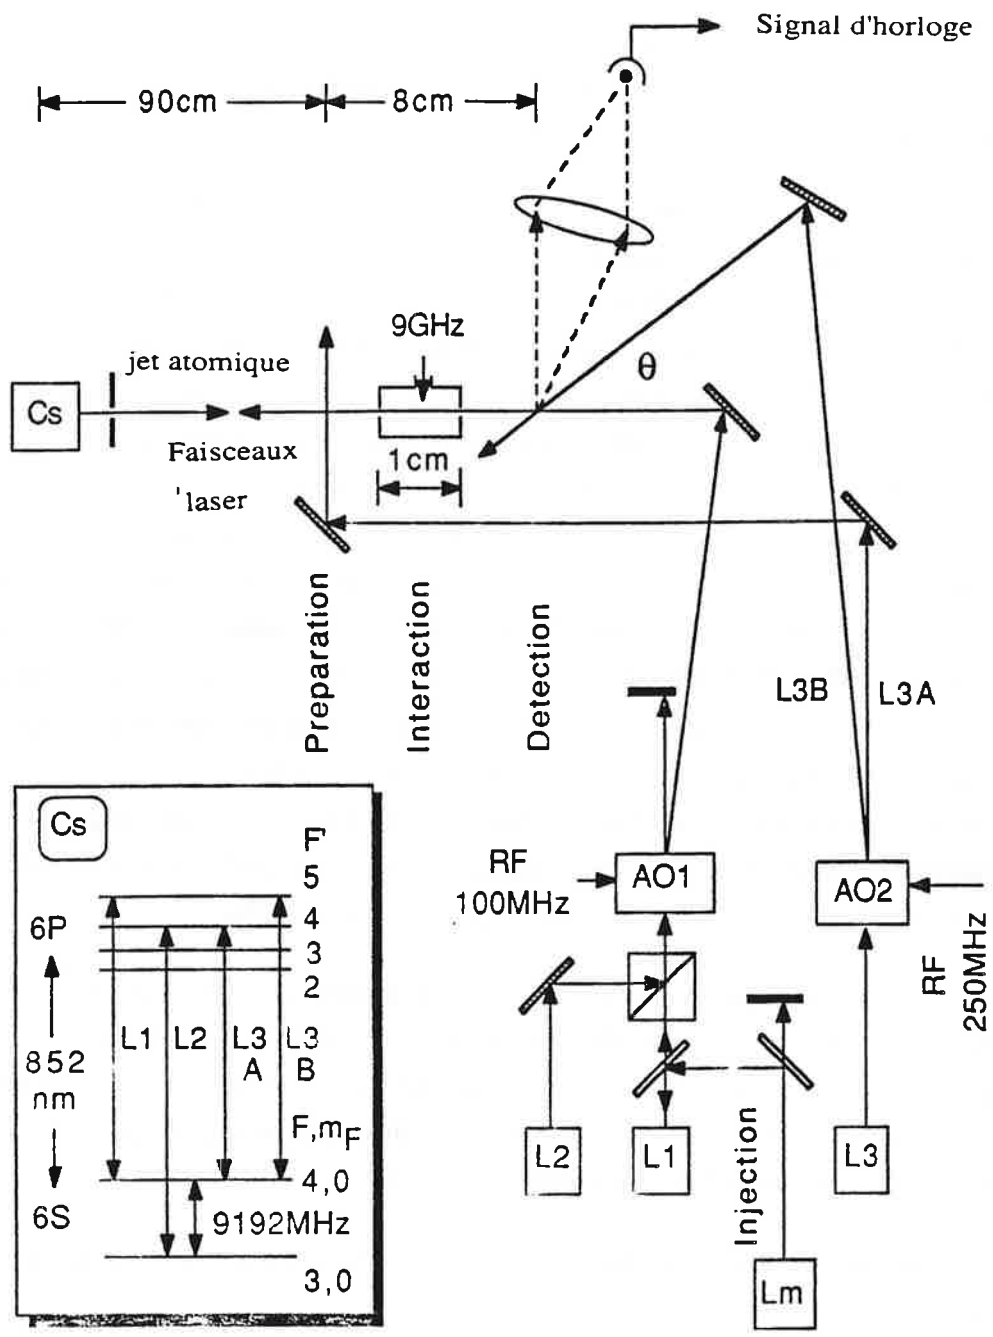 Signal d'horloge
90cm
8cm
9GHz
θ
jet atomique
Cs
Faisceaux
laser
1cm
Preparation
Interaction
Detection
L3B
L3A
RF
100MHz
AO1
AO2
RF
250MHz
L2
L1
Injection
L3
Lm
Cs
F
5
4
6P
3
2
L1
L2
L3
A
L3
B
852
nm
F,mF
4,0
6S
9192MHz
3,0